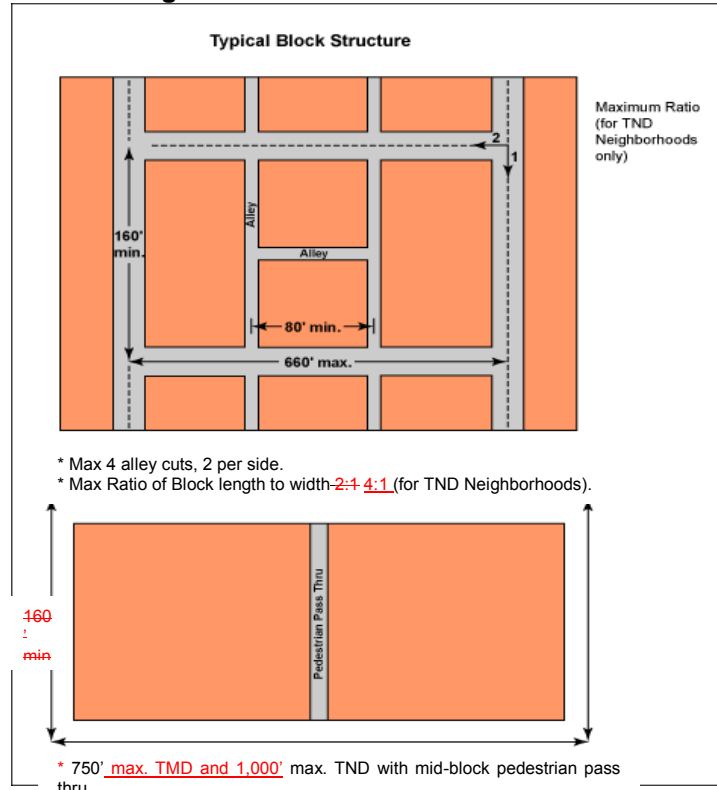 Typical Block Structure
Maximum Ratio
(for TND
Neighborhoods
only)
2
1
160'
min.
Alley
Alley
80' min.
660' max.
* Max 4 alley cuts, 2 per side.
* Max Ratio of Block length to width 2:1 4:1 (for TND Neighborhoods).
Pedestrian Pass Thru
160
'
min
* 750' max. TMD and 1,000' max. TND with mid-block pedestrian pass
thru